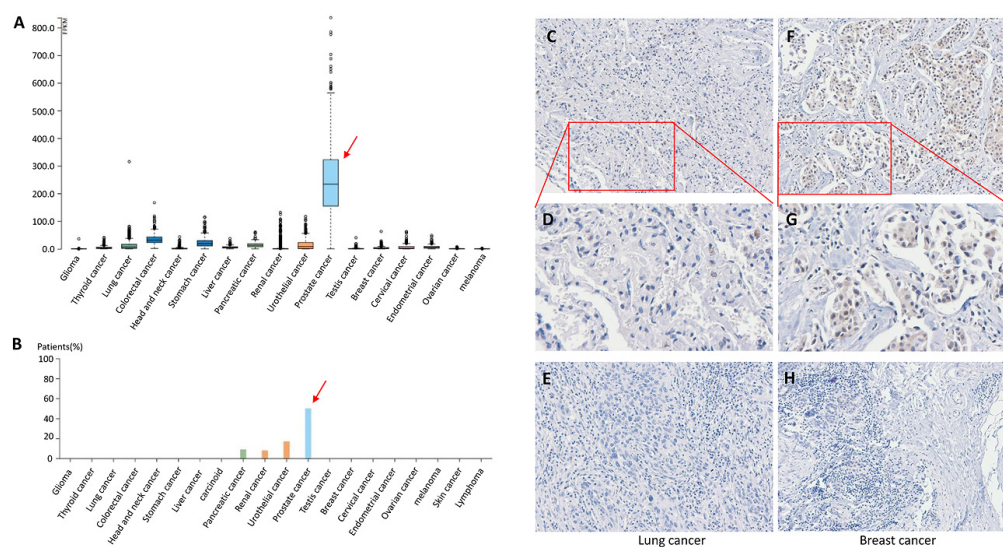 A
800.0
700.0
600.0
500.0
400.0
300.0
200.0
100.0
0.0
Glioma
Thyroid cancer
Lung cancer
Colorectal cancer
Head and neck cancer
Stomach cancer
Liver cancer
Pancreatic cancer
Renal cancer
Urothelial cancer
Prostate cancer
Testis cancer
Breast cancer
Cervical cancer
Endometrial cancer
Ovarian cancer
melanoma
B
Patients(%)
100
80
60
40
20
0
Glioma
Thyroid cancer
Lung cancer
Colorectal cancer
Head and neck cancer
Stomach cancer
Liver cancer
carcinoid
Pancreatic cancer
Renal cancer
Urothelial cancer
Prostate cancer
Testis cancer
Breast cancer
Cervical cancer
Endometrial cancer
Ovarian cancer
melanoma
Skin cancer
Lymphoma
C
D
E
Lung cancer
F
G
H
Breast cancer